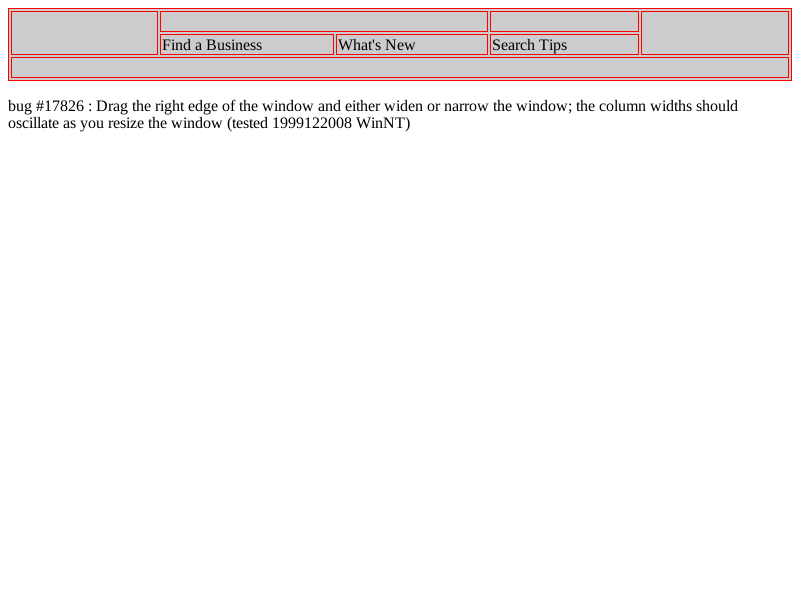 Find a Business What's New Search Tips
bug #17826 : Drag the right edge of the window and either widen or narrow the window; the column widths should
oscillate as you resize the window (tested 1999122008 WinNT)